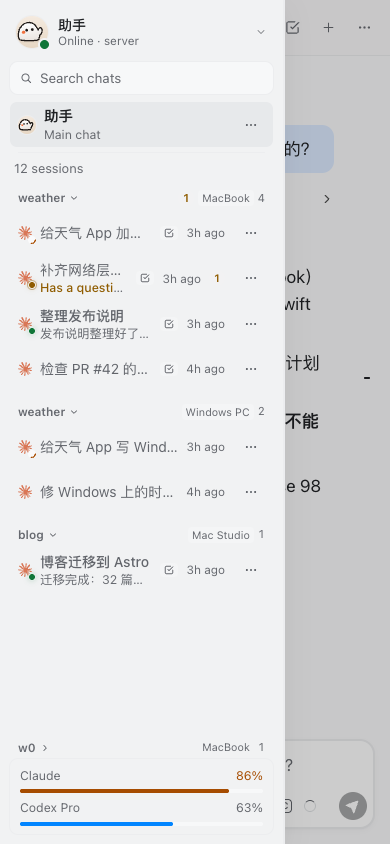 助手
Online · server
Search chats
助手
Main chat
12 sessions
weather 1 MacBook 4
给天气 App 加... 3h ago
补齐网络层... 3h ago 1
Has a questi...
整理发布说明 3h ago
发布说明整理好了...
检查 PR #42 的... 4h ago
weather Windows PC 2
给天气 App 写 Wind... 3h ago
修 Windows 上的时... 4h ago
blog Mac Studio 1
博客迁移到 Astro 3h ago
迁移完成：32 篇...
w0 MacBook 1
Claude 86%
Codex Pro 63%
的?
ook)
wift
计划
不能
e 98
?